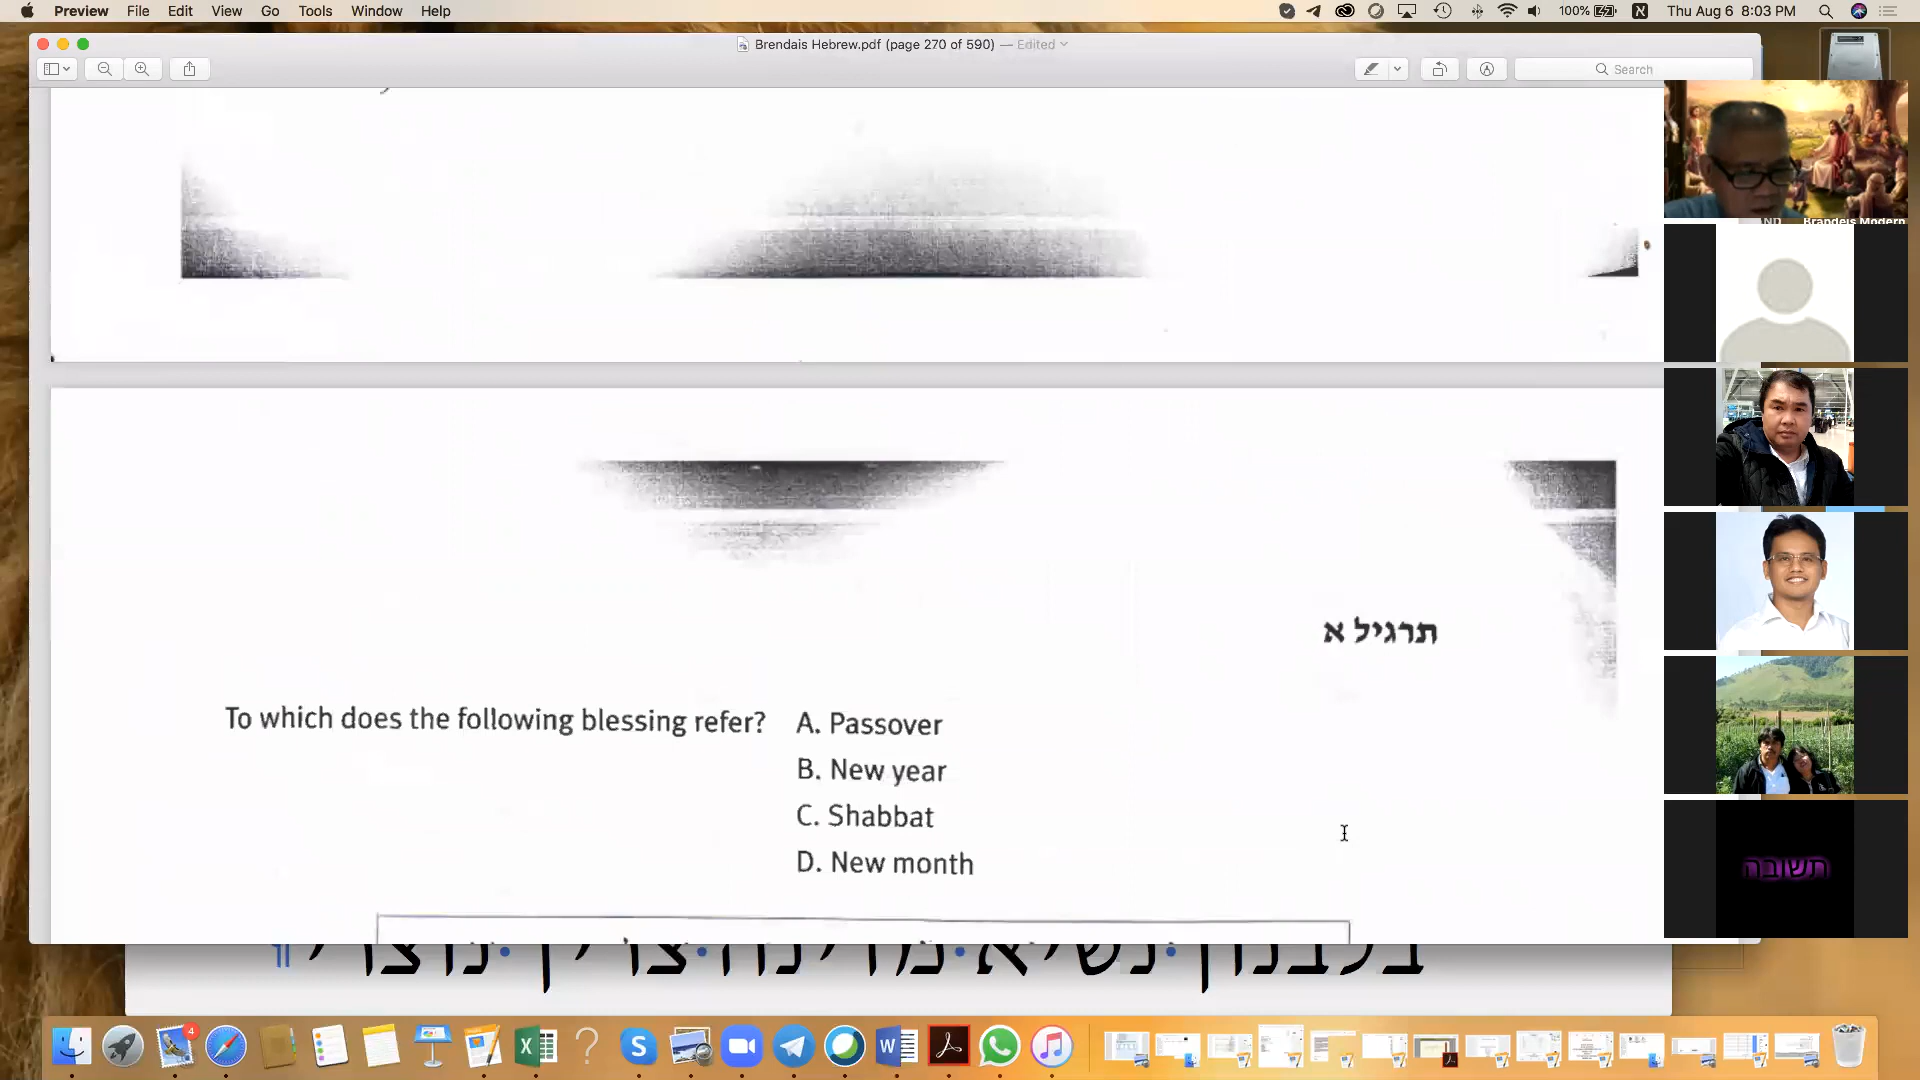 Preview File Edit View Go Tools Window Help
100%
Thu Aug 6 8:03 PM
Brendais Hebrew.pdf (page 270 of 590) — Edited
Search
Brandeis Modern
תרגיל א
To which does the following blessing refer? A. Passover
B. New year
C. Shabbat
D. New month
תשובה
4